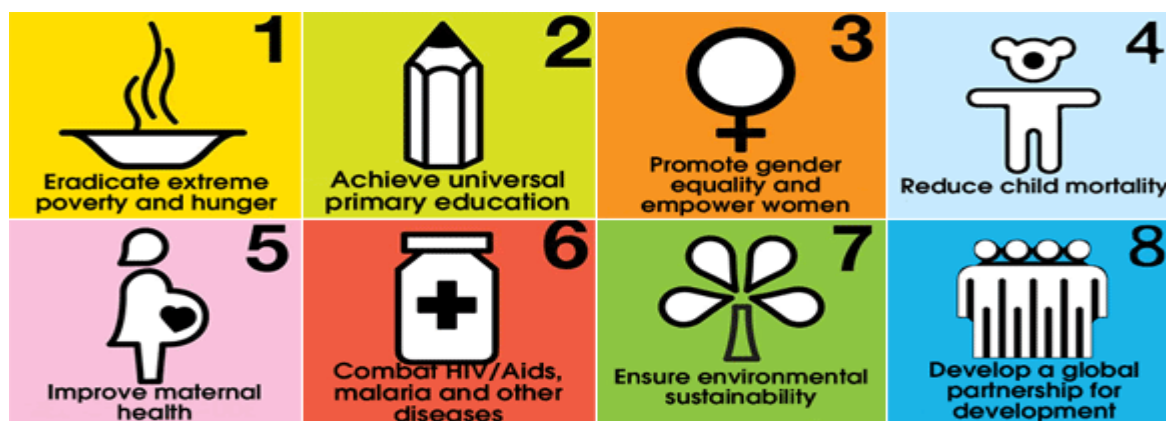 1
Eradicate extreme
poverty and hunger
2
Achieve universal
primary education
3
Promote gender
equality and
empower women
4
Reduce child mortality
5
Improve maternal
health
6
Combat HIV/Aids,
malaria and other
diseases
7
Ensure environmental
sustainability
8
Develop a global
partnership for
development